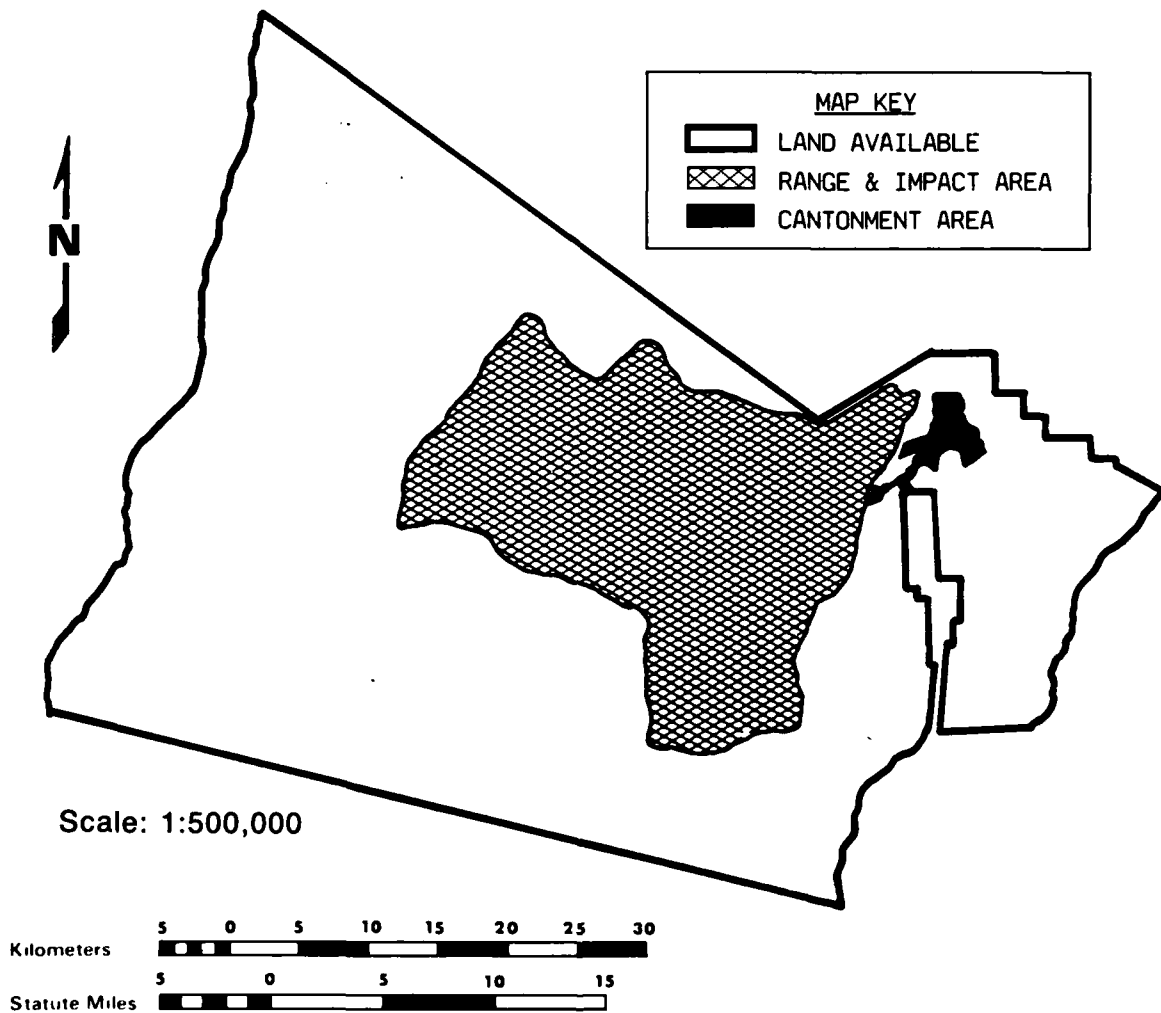 MAP KEY
LAND AVAILABLE
RANGE & IMPACT AREA
CANTONMENT AREA
N
Scale: 1:500,000
5 0 5 10 15 20 25 30
Kilometers
5 0 5 10 15
Statute Miles